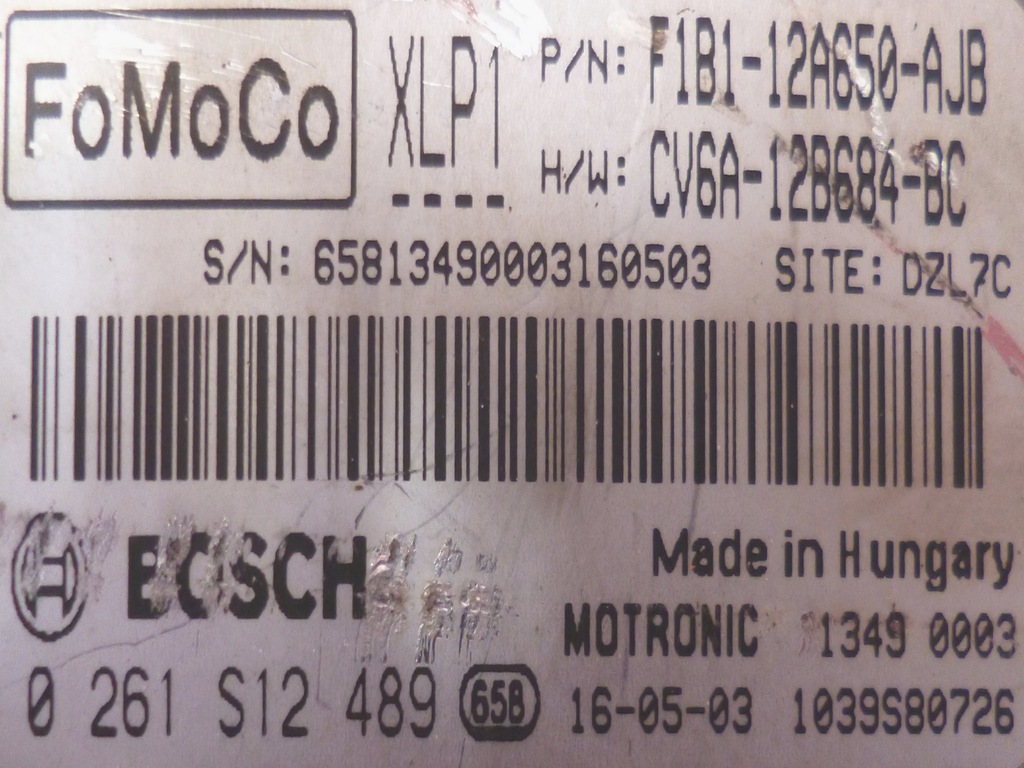 FoMoCo XLP1 P/N: F1B1-12A650-AJB
H/W: CV6A-12B684-BC
S/N: 65813490003160503 SITE: DZL7C
BOSCH Made in Hungary
MOTRONIC 1349 0003
0 261 S12 489 65B 16-05-03 1039S80726